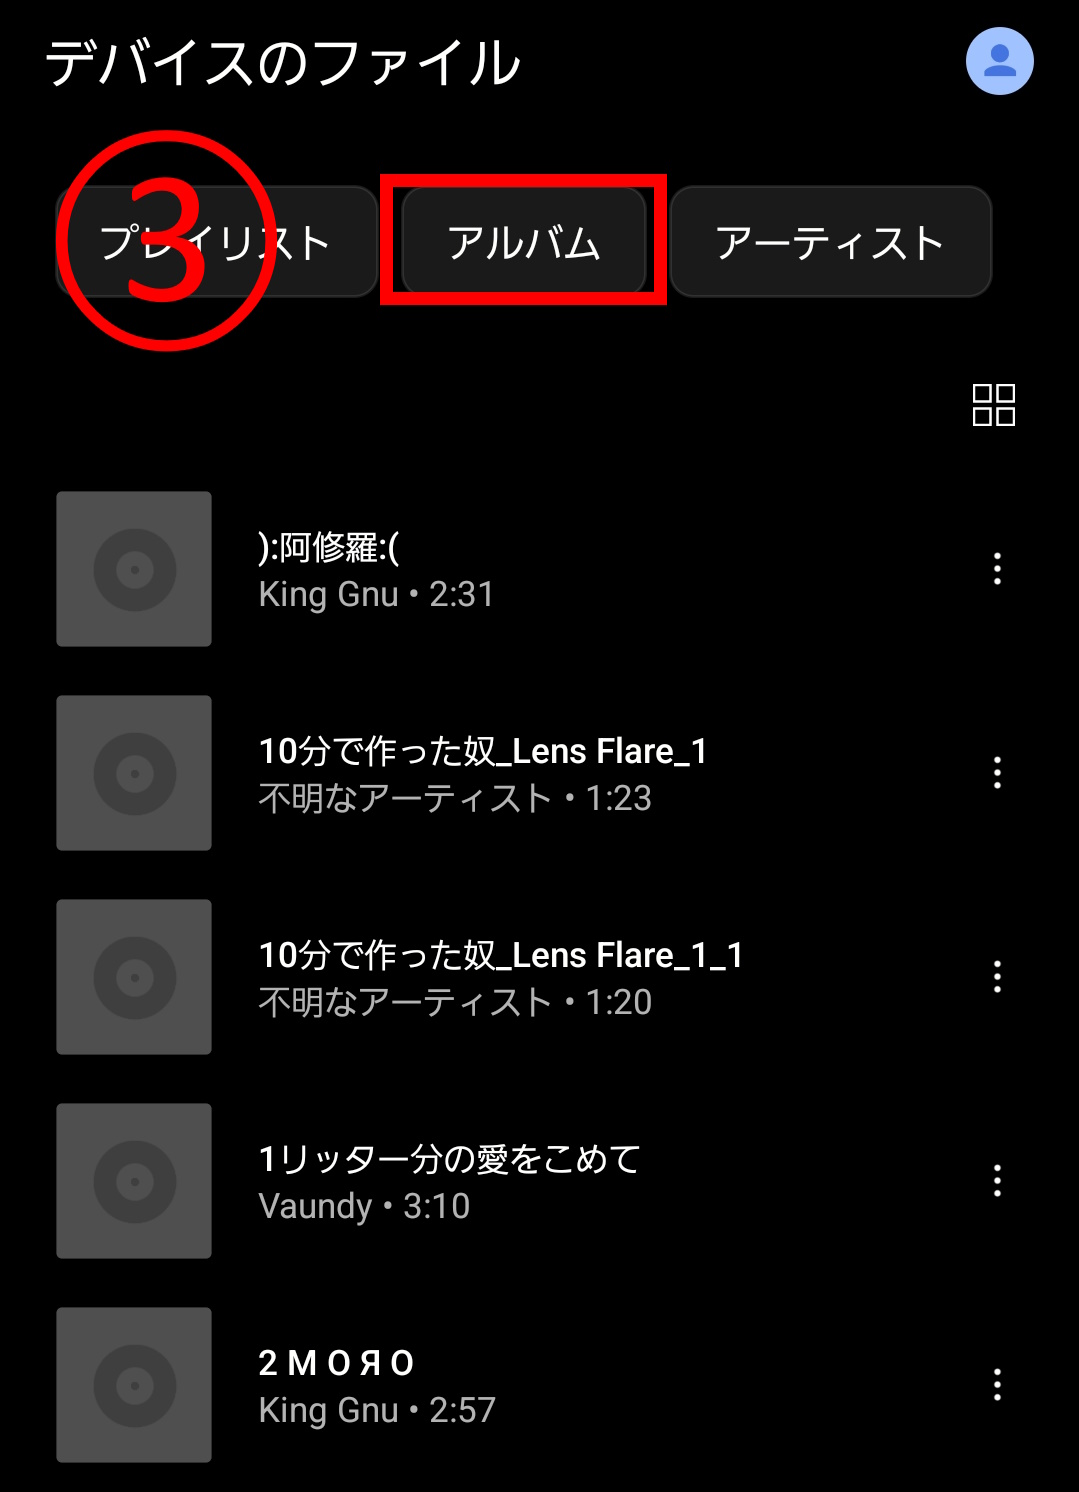 デバイスのファイル
③
プレイリスト アルバム アーティスト
):阿修羅:(
King Gnu • 2:31
10分で作った奴_Lens Flare_1
不明なアーティスト • 1:23
10分で作った奴_Lens Flare_1_1
不明なアーティスト • 1:20
1リッター分の愛をこめて
Vaundy • 3:10
2 M O Я O
King Gnu • 2:57